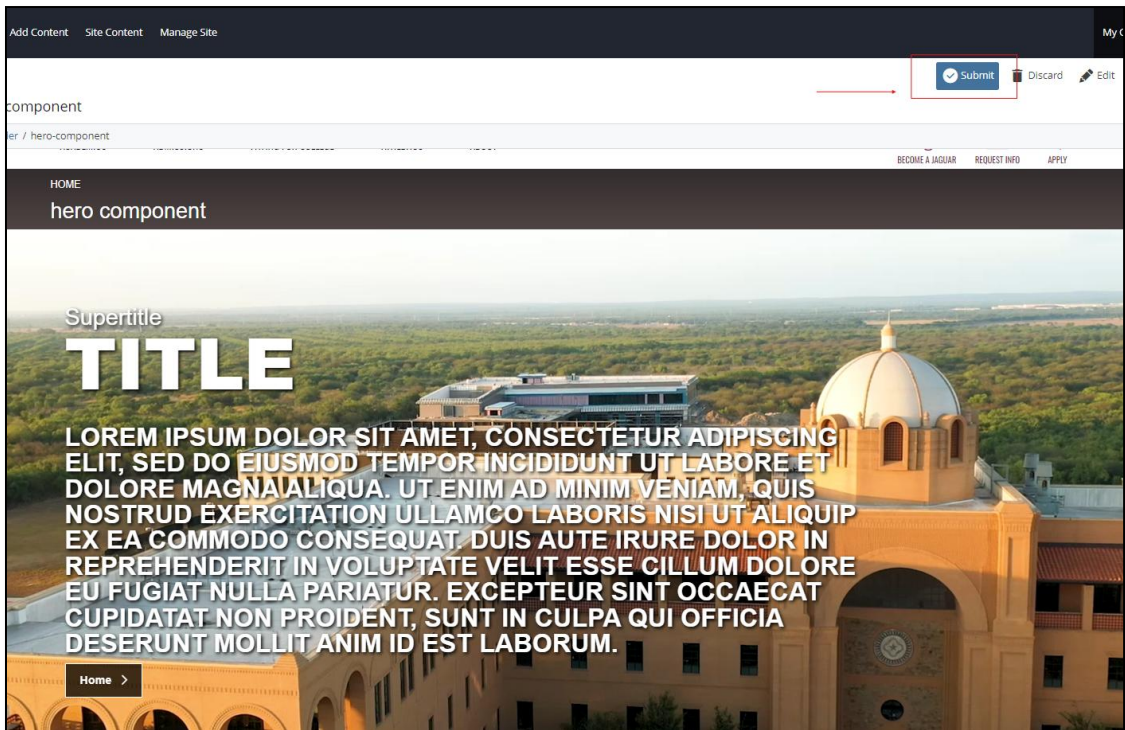 Add Content Site Content Manage Site My
Submit Discard Edit
component
/ hero-component
BECOME A JAGUAR REQUEST INFO APPLY
HOME
hero component
Supertitle
TITLE
LOREM IPSUM DOLOR SIT AMET, CONSECTETUR ADIPISCING
ELIT, SED DO EIUSMOD TEMPOR INCIDIDUNT UT LABORE ET
DOLORE MAGNA ALIQUA. UT ENIM AD MINIM VENIAM, QUIS
NOSTRUD EXERCITATION ULLAMCO LABORIS NISI UT ALIQUIP
EX EA COMMODO CONSEQUAT. DUIS AUTE IRURE DOLOR IN
REPREHENDERIT IN VOLUPTATE VELIT ESSE CILLUM DOLORE
EU FUGIAT NULLA PARIATUR. EXCEPTEUR SINT OCCAECAT
CUPIDATAT NON PROIDENT, SUNT IN CULPA QUI OFFICIA
DESERUNT MOLLIT ANIM ID EST LABORUM.
Home